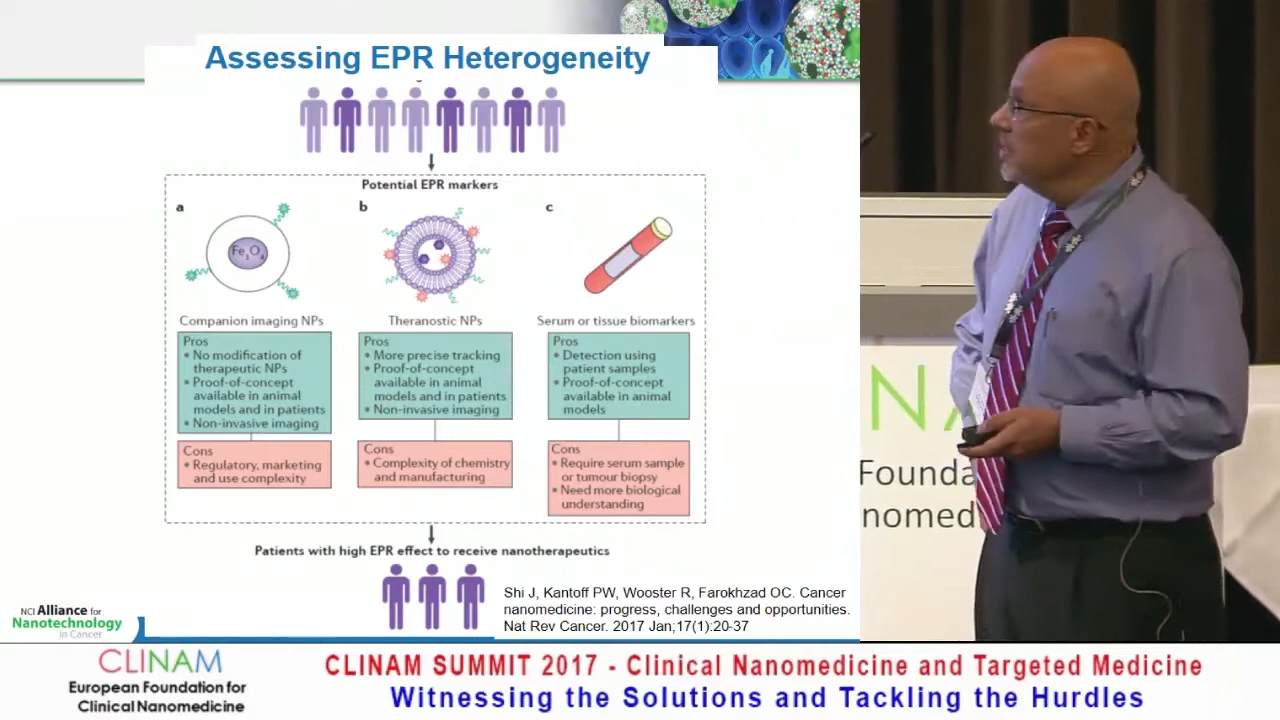 Assessing EPR Heterogeneity
Potential EPR markers
a
b
c
Fe3O4
Companion imaging NPs
Pros
• No modification of
therapeutic NPs
• Proof-of-concept
available in animal
models and in patients
• Non-invasive imaging
Cons
• Regulatory, marketing
and use complexity
Theranostic NPs
Pros
• More precise tracking
• Proof-of-concept
available in animal
models and in patients
• Non-invasive imaging
Cons
• Complexity of chemistry
and manufacturing
Serum or tissue biomarkers
Pros
• Detection using
patient samples
• Proof-of-concept
available in animal
models
Cons
• Require serum sample
or tumour biopsy
• Need more biological
understanding
Patients with high EPR effect to receive nanotherapeutics
Shi J, Kantoff PW, Wooster R, Farokhzad OC. Cancer
nanomedicine: progress, challenges and opportunities.
Nat Rev Cancer. 2017 Jan;17(1):20-37
NCI Alliance for
Nanotechnology
in Cancer
NA
Founda
nomed
CLINAM
European Foundation for
Clinical Nanomedicine
CLINAM SUMMIT 2017 - Clinical Nanomedicine and Targeted Medicine
Witnessing the Solutions and Tackling the Hurdles